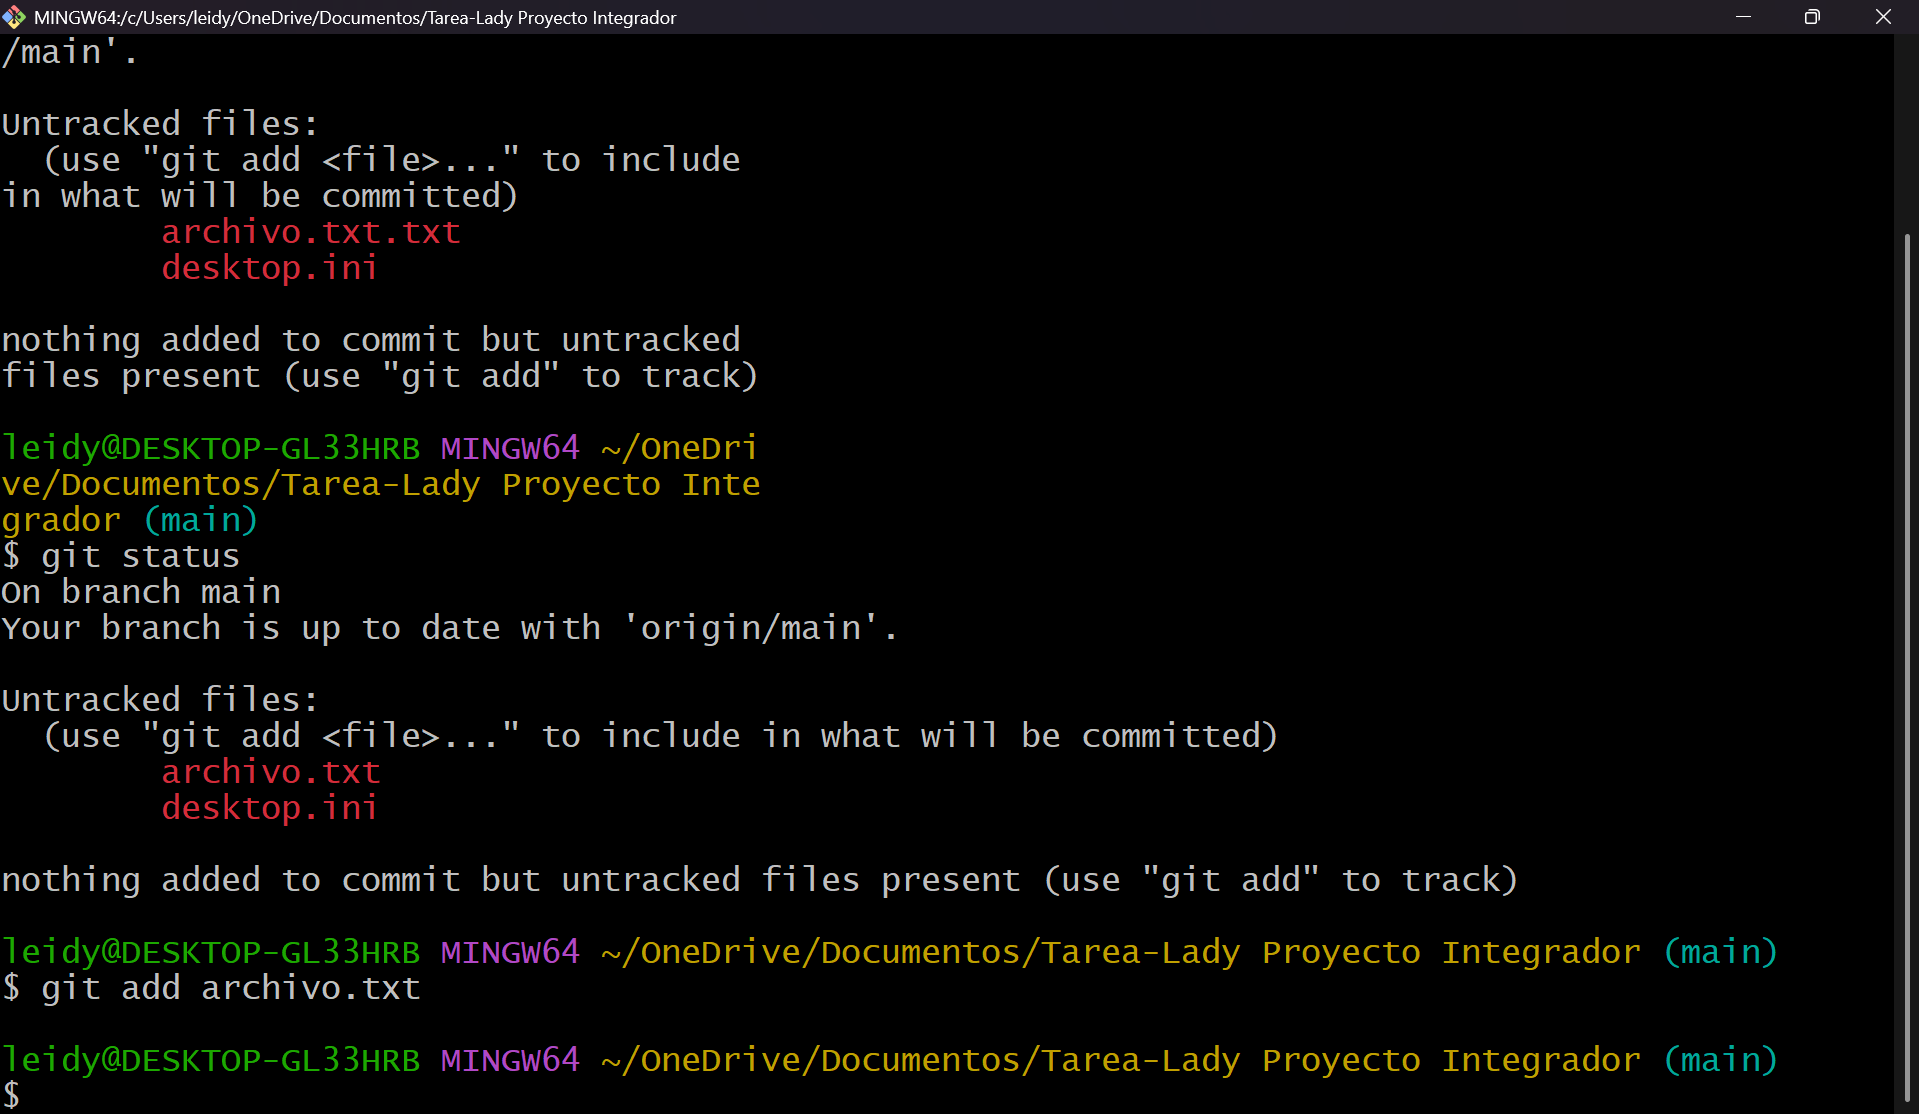 MINGW64:/c/Users/leidy/OneDrive/Documentos/Tarea-Lady Proyecto Integrador
/main'.
Untracked files:
  (use "git add <file>..." to include
in what will be committed)
        archivo.txt.txt
        desktop.ini
nothing added to commit but untracked
files present (use "git add" to track)
leidy@DESKTOP-GL33HRB MINGW64 ~/OneDri
ve/Documentos/Tarea-Lady Proyecto Inte
grador (main)
$ git status
On branch main
Your branch is up to date with 'origin/main'.
Untracked files:
  (use "git add <file>..." to include in what will be committed)
        archivo.txt
        desktop.ini
nothing added to commit but untracked files present (use "git add" to track)
leidy@DESKTOP-GL33HRB MINGW64 ~/OneDrive/Documentos/Tarea-Lady Proyecto Integrador (main)
$ git add archivo.txt
leidy@DESKTOP-GL33HRB MINGW64 ~/OneDrive/Documentos/Tarea-Lady Proyecto Integrador (main)
$